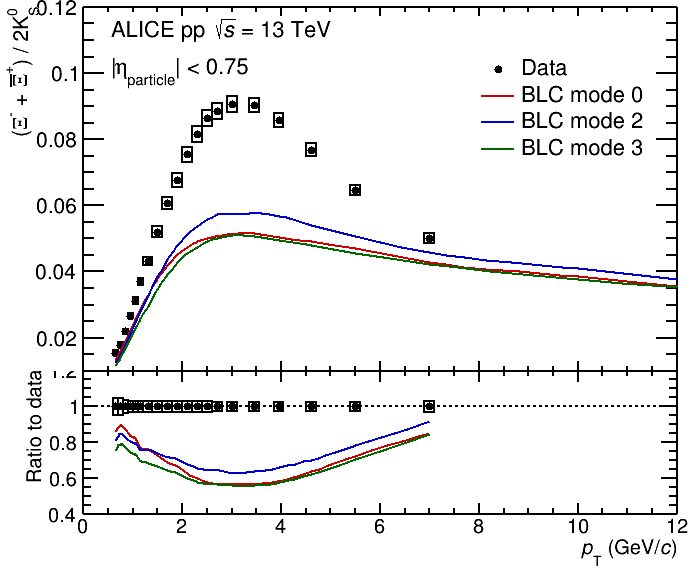 0.12
ALICE pp √s = 13 TeV
|η_particle| < 0.75
(Ξ⁻ + Ξ̅⁺) / 2K⁰_S
0.1
0.08
0.06
0.04
0.02
Data
BLC mode 0
BLC mode 2
BLC mode 3
1.2
1
0.8
0.6
0.4
Ratio to data
0 2 4 6 8 10 12
p_T (GeV/c)